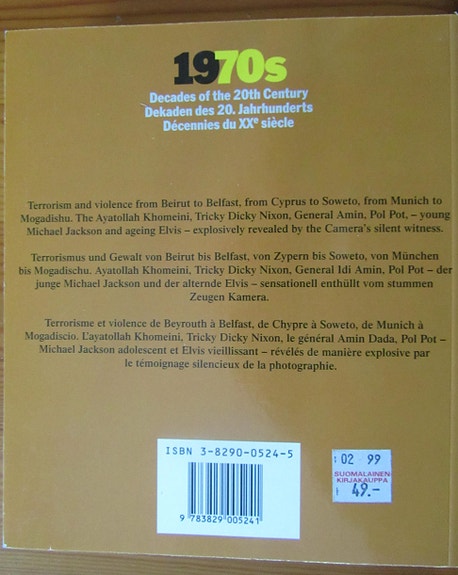 1970s
Decades of the 20th Century
Dekaden des 20. Jahrhunderts
Décennies du XXe siècle
Terrorism and violence from Beirut to Belfast, from Cyprus to Soweto, from Munich to
Mogadishu. The Ayatollah Khomeini, Tricky Dicky Nixon, General Amin, Pol Pot, – young
Michael Jackson and ageing Elvis – explosively revealed by the Camera's silent witness.
Terrorismus und Gewalt von Beirut bis Belfast, von Zypern bis Soweto, von München
bis Mogadischu. Ayatollah Khomeini, Tricky Dicky Nixon, General Idi Amin, Pol Pot – der
junge Michael Jackson und der alternde Elvis – sensationell enthüllt vom stummen
Zeugen Kamera.
Terrorisme et violence de Beyrouth à Belfast, de Chypre à Soweto, de Munich à
Mogadiscio. L'ayatollah Khomeini, Tricky Dicky Nixon, le général Amin Dada, Pol Pot –
Michael Jackson adolescent et Elvis vieillissant – révélés de manière explosive par
le témoignage silencieux de la photographie.
ISBN 3-8290-0524-5
9 783829 005241
02 99
SUOMALAINEN
KIRJAKAUPPA
49.-